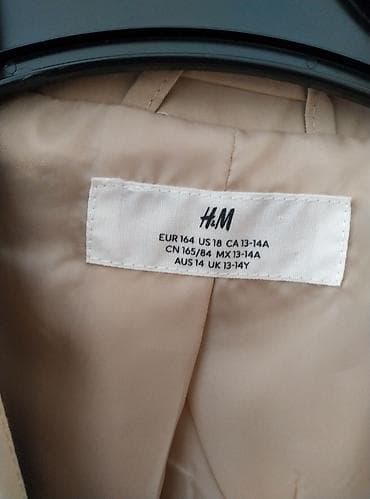 H&M
EUR 164 US 18 CA 13-14A
CN 165/84 MX 13-14A
AUS 14 UK 13-14Y